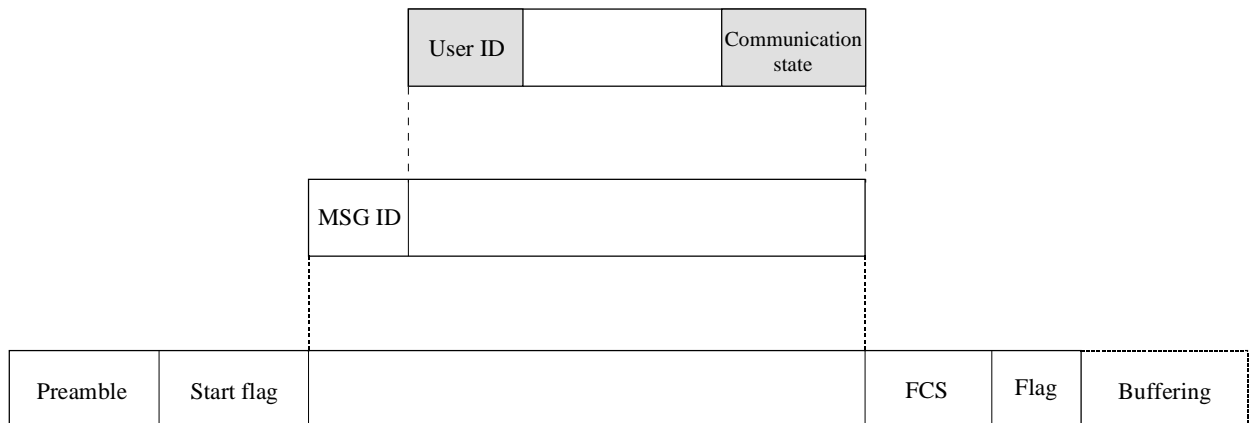 User ID
Communication
state
MSG ID
Preamble
Start flag
FCS
Flag
Buffering